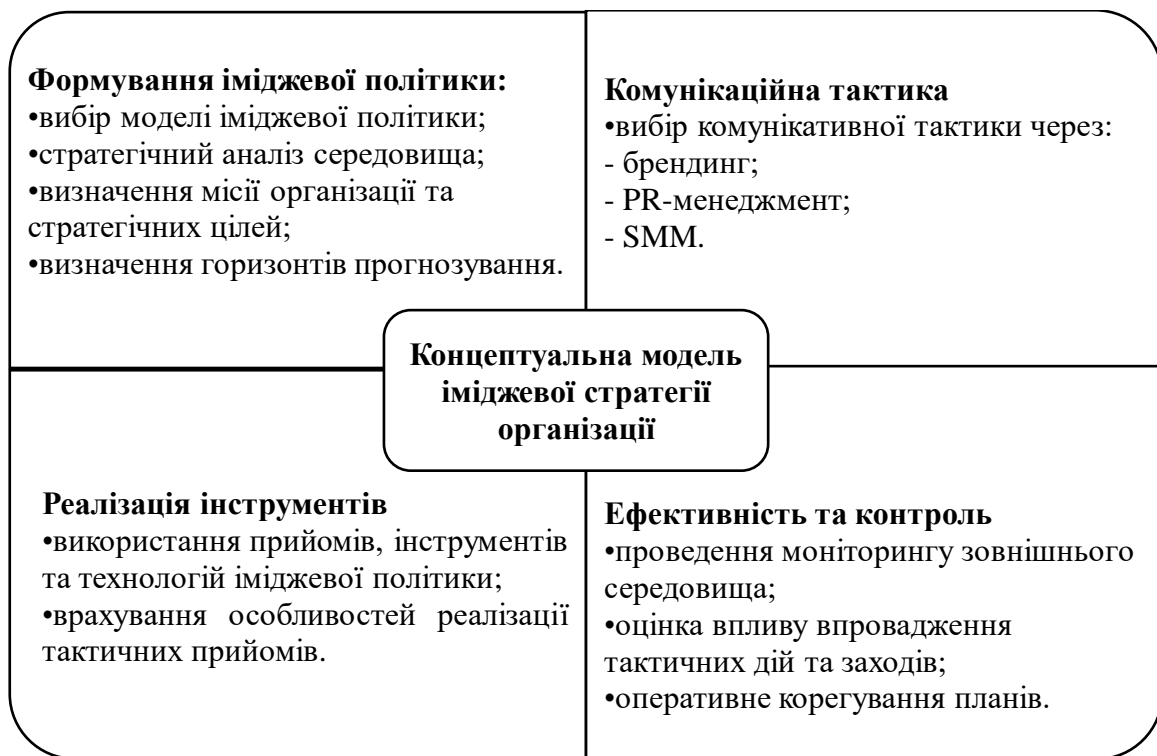 Формування іміджевої політики:
•вибір моделі іміджевої політики;
•стратегічний аналіз середовища;
•визначення місії організації та
стратегічних цілей;
•визначення горизонтів прогнозування.
Комунікаційна тактика
•вибір комунікативної тактики через:
- брендинг;
- PR-менеджмент;
- SMM.
Концептуальна модель
іміджевої стратегії
організації
Реалізація інструментів
•використання прийомів, інструментів
та технологій іміджевої політики;
•врахування особливостей реалізації
тактичних прийомів.
Ефективність та контроль
•проведення моніторингу зовнішнього
середовища;
•оцінка впливу впровадження
тактичних дій та заходів;
•оперативне корегування планів.